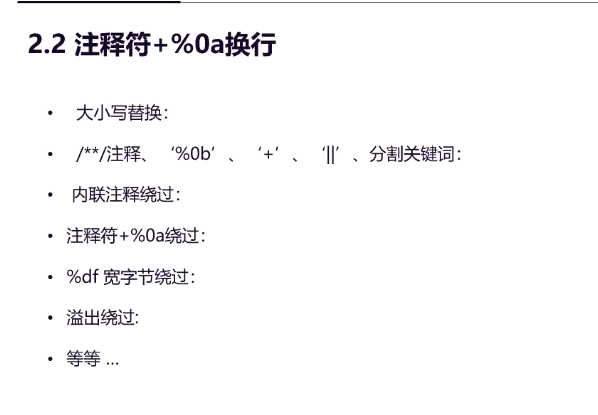 2.2 注释符+%0a换行
• 大小写替换：
• /**/注释、‘%0b’、‘+’、‘||’、分割关键词：
• 内联注释绕过：
• 注释符+%0a绕过：
• %df 宽字节绕过：
• 溢出绕过:
• 等等 ...